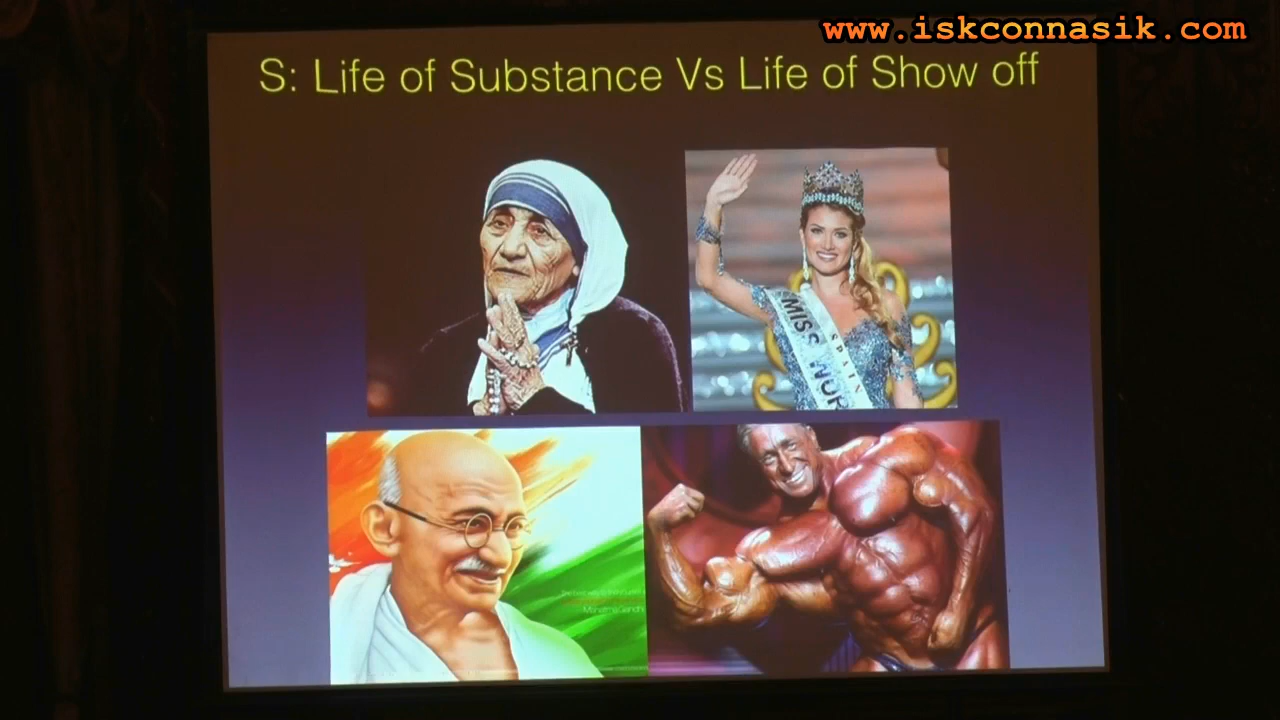 www.iskconnasik.com
S: Life of Substance Vs Life of Show off
SPAIN
MISS WOR
Mahatma Gandhi